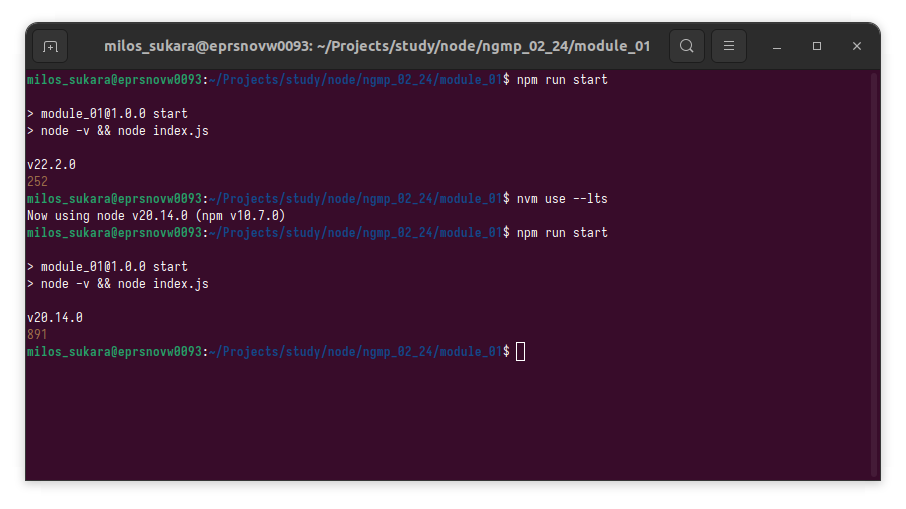 milos_sukara@eprsnovw0093: ~/Projects/study/node/ngmp_02_24/module_01
milos_sukara@eprsnovw0093:~/Projects/study/node/ngmp_02_24/module_01$ npm run start
> module_01@1.0.0 start
> node -v && node index.js
v22.2.0
252
milos_sukara@eprsnovw0093:~/Projects/study/node/ngmp_02_24/module_01$ nvm use --lts
Now using node v20.14.0 (npm v10.7.0)
milos_sukara@eprsnovw0093:~/Projects/study/node/ngmp_02_24/module_01$ npm run start
> module_01@1.0.0 start
> node -v && node index.js
v20.14.0
891
milos_sukara@eprsnovw0093:~/Projects/study/node/ngmp_02_24/module_01$